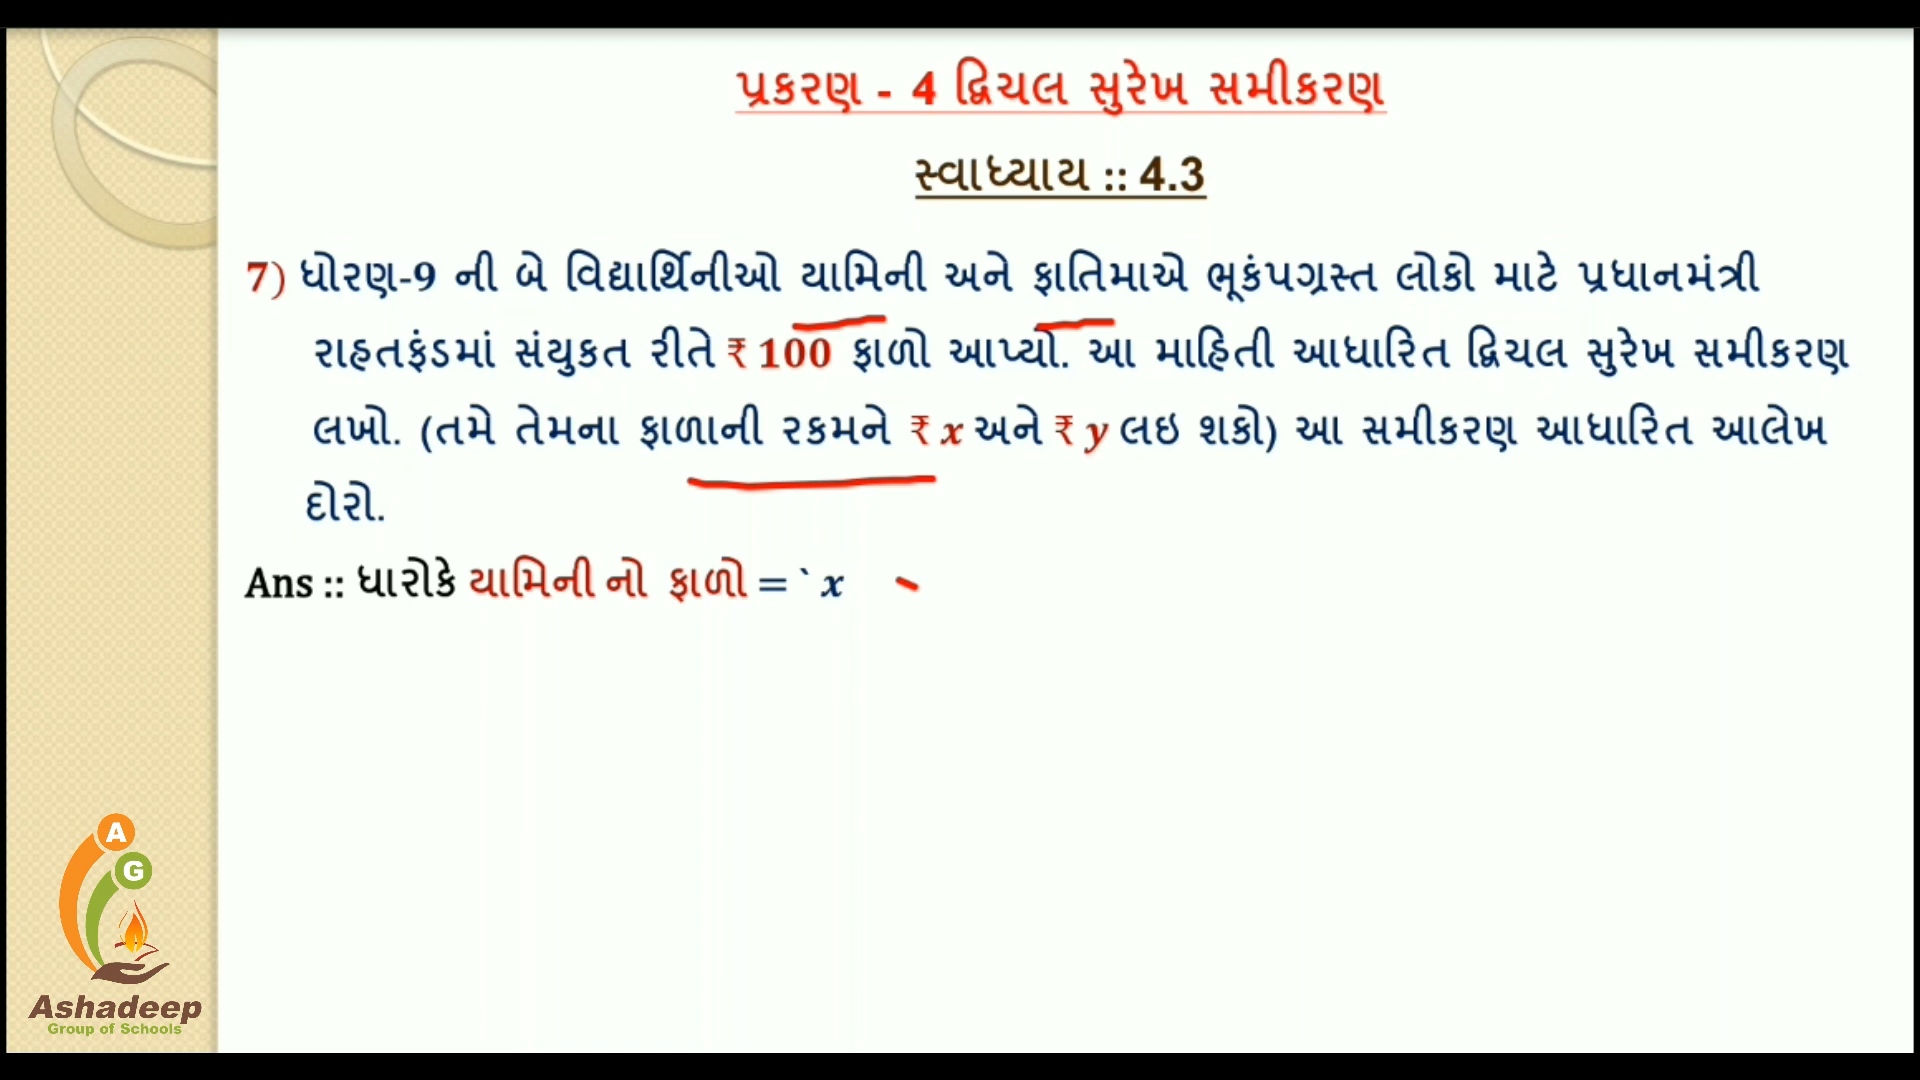 પ્રકરણ - 4 દ્વિચલ સુરેખ સમીકરણ
સ્વાધ્યાય :: 4.3
7) ધોરણ-9 ની બે વિદ્યાર્થિનીઓ યામિની અને ફાતિમાએ ભૂકંપગ્રસ્ત લોકો માટે પ્રધાનમંત્રી
રાહતફંડમાં સંયુકત રીતે ₹ 100 ફાળો આપ્યો. આ માહિતી આધારિત દ્વિચલ સુરેખ સમીકરણ
લખો. (તમે તેમના ફાળાની રકમને ₹ x અને ₹ y લઇ શકો) આ સમીકરણ આધારિત આલેખ
દોરો.
Ans :: ધારોકે યામિની નો ફાળો = ` x
A
G
Ashadeep
Group of Schools